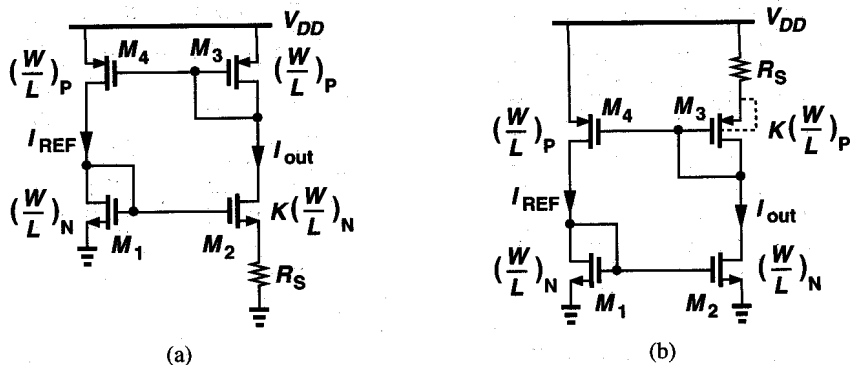 V_DD
M_4 M_3
(W/L)_P (W/L)_P
I_REF I_out
(W/L)_N K(W/L)_N
M_1 M_2
R_S
(a)
V_DD
R_S
M_4 M_3
(W/L)_P K(W/L)_P
I_REF I_out
(W/L)_N (W/L)_N
M_1 M_2
(b)